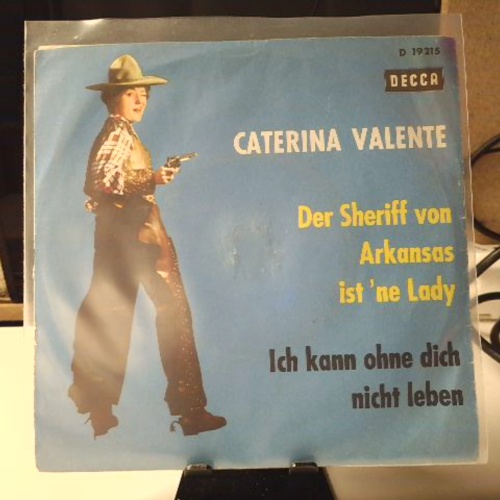 D 19215
DECCA
CATERINA VALENTE
Der Sheriff von
Arkansas
ist 'ne Lady
Ich kann ohne dich
nicht leben